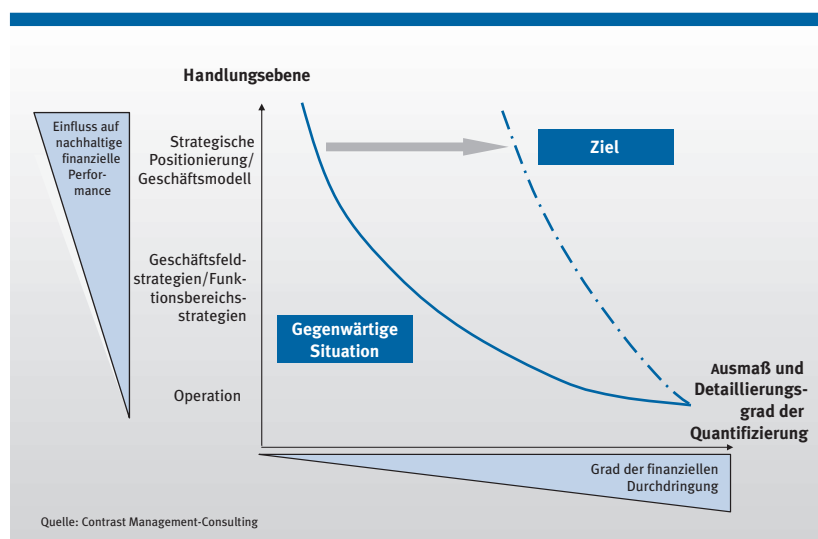 Handlungsebene
Einfluss auf
nachhaltige
finanzielle
Perfor-
mance
Strategische
Positionierung/
Geschäftsmodell
Ziel
Geschäftsfeld-
strategien/Funk-
tionsbereichs-
strategien
Gegenwärtige
Situation
Operation
Ausmaß und
Detaillierungs-
grad der
Quantifizierung
Grad der finanziellen
Durchdringung
Quelle: Contrast Management-Consulting